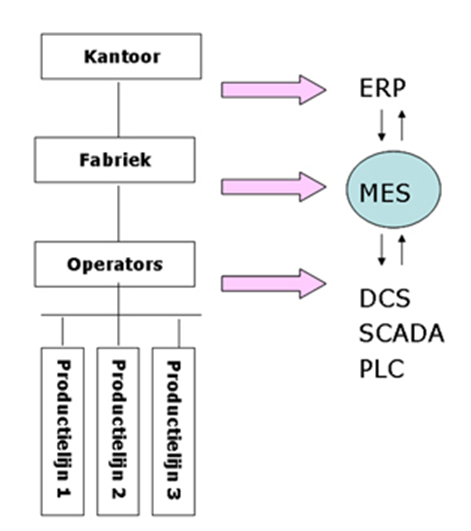 Kantoor
ERP
Fabriek
MES
Operators
DCS
SCADA
PLC
Productielijn 1
Productielijn 2
Productielijn 3